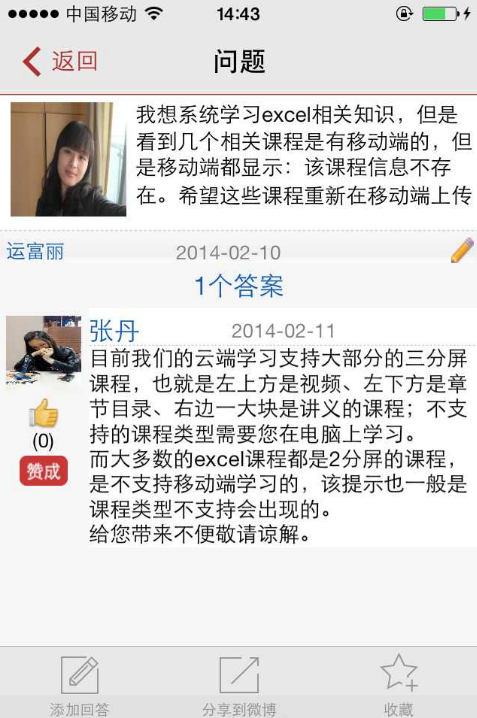 中国移动 14:43
返回 问题
我想系统学习excel相关知识，但是
看到几个相关课程是有移动端的，但
是移动端都显示：该课程信息不存
在。希望这些课程重新在移动端上传
运富丽 2014-02-10
1个答案
张丹 2014-02-11
目前我们的云端学习支持大部分的三分屏
课程，也就是左上方是视频、左下方是章
节目录、右边一大块是讲义的课程；不支
持的课程类型需要您在电脑上学习。
而大多数的excel课程都是2分屏的课程，
是不支持移动端学习的，该提示也一般是
课程类型不支持会出现的。
给您带来不便敬请谅解。
(0)
赞成
添加回答 分享到微博 收藏